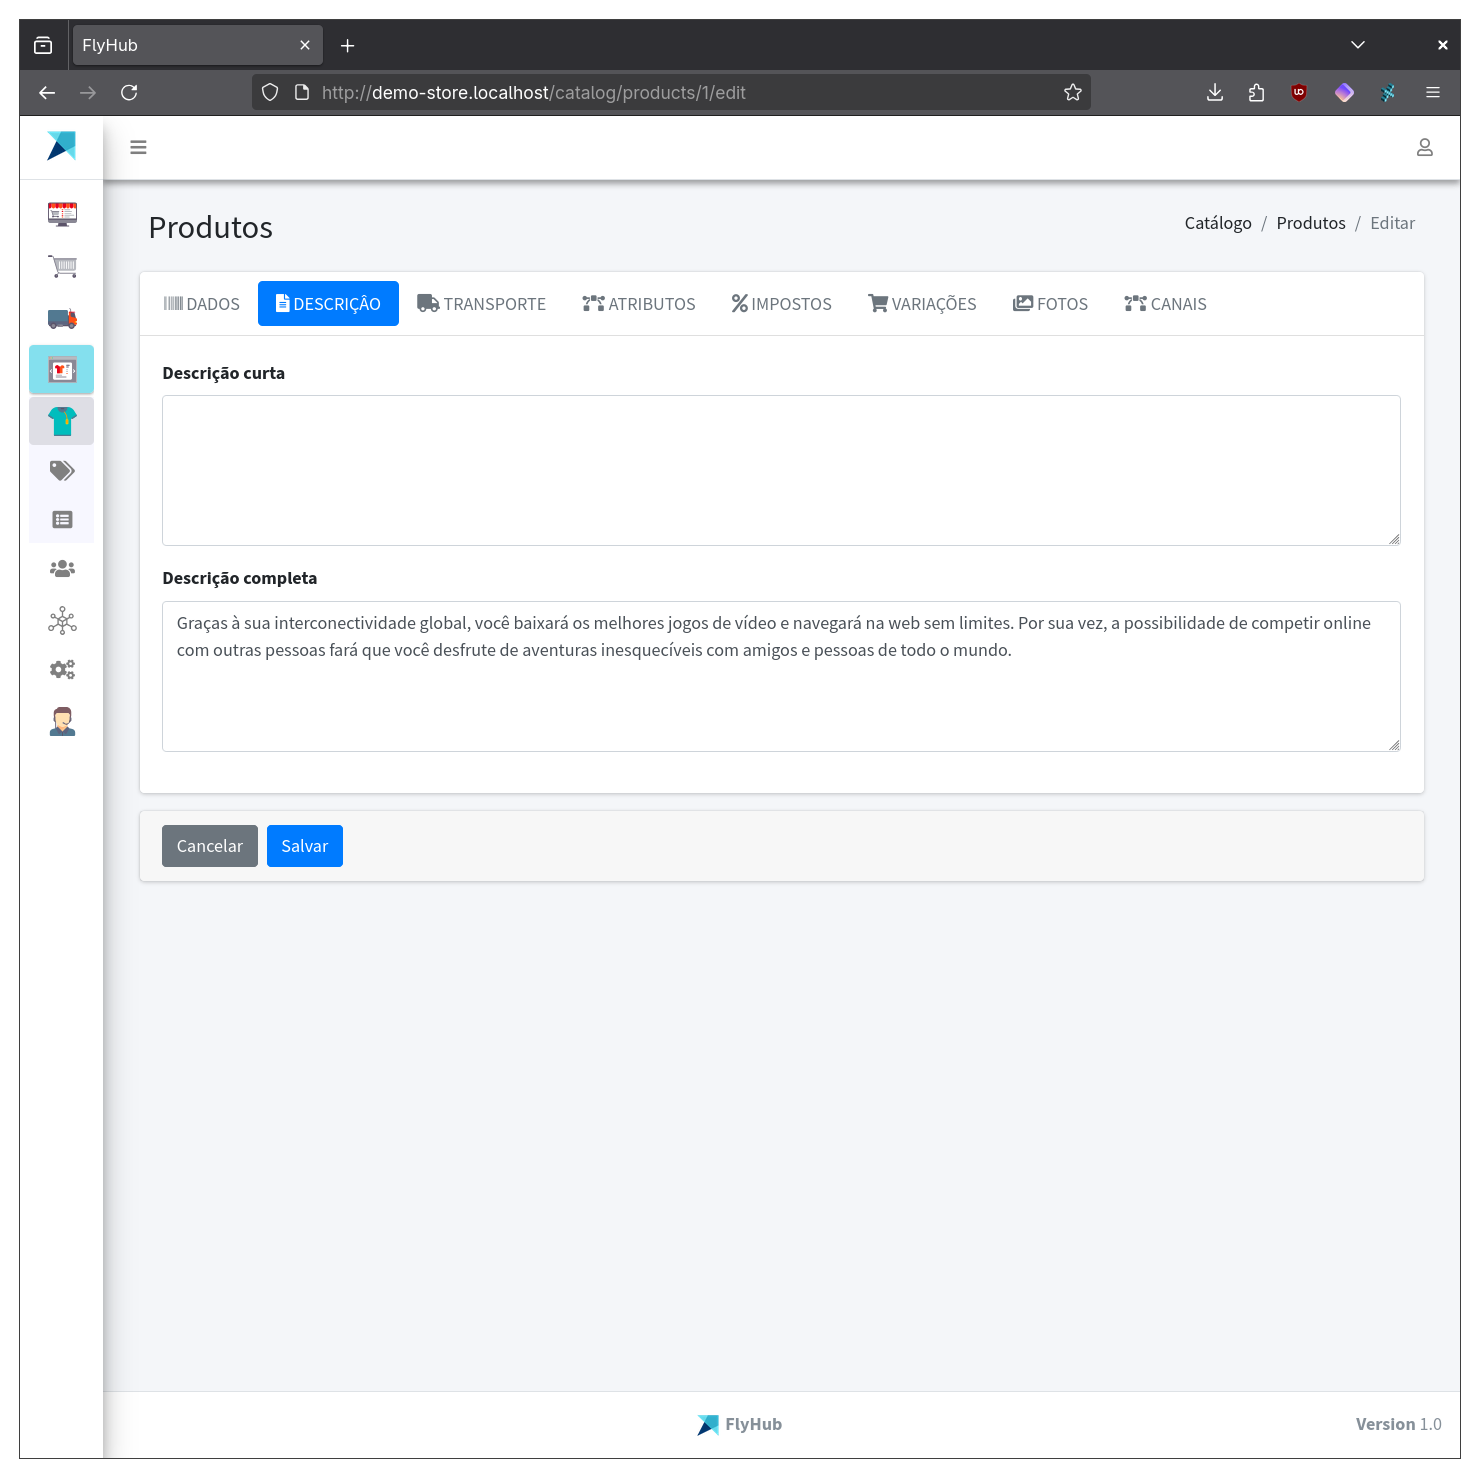 FlyHub
http://demo-store.localhost/catalog/products/1/edit
Produtos
Catálogo / Produtos / Editar
DADOS DESCRIÇÂO TRANSPORTE ATRIBUTOS IMPOSTOS VARIAÇÕES FOTOS CANAIS
Descrição curta
Descrição completa
Graças à sua interconectividade global, você baixará os melhores jogos de vídeo e navegará na web sem limites. Por sua vez, a possibilidade de competir online
com outras pessoas fará que você desfrute de aventuras inesquecíveis com amigos e pessoas de todo o mundo.
Cancelar Salvar
FlyHub
Version 1.0